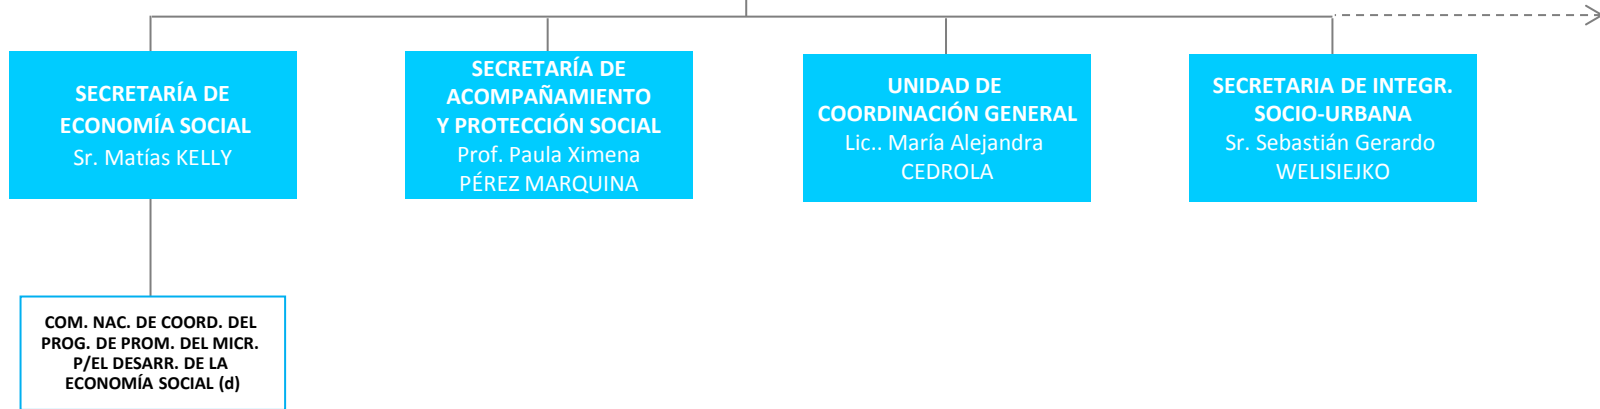 SECRETARÍA DE
ECONOMÍA SOCIAL
Sr. Matías KELLY
SECRETARÍA DE
ACOMPAÑAMIENTO
Y PROTECCIÓN SOCIAL
Prof. Paula Ximena
PÉREZ MARQUINA
UNIDAD DE
COORDINACIÓN GENERAL
Lic.. María Alejandra
CEDROLA
SECRETARIA DE INTEGR.
SOCIO-URBANA
Sr. Sebastián Gerardo
WELISIEJKO
COM. NAC. DE COORD. DEL
PROG. DE PROM. DEL MICR.
P/EL DESARR. DE LA
ECONOMÍA SOCIAL (d)